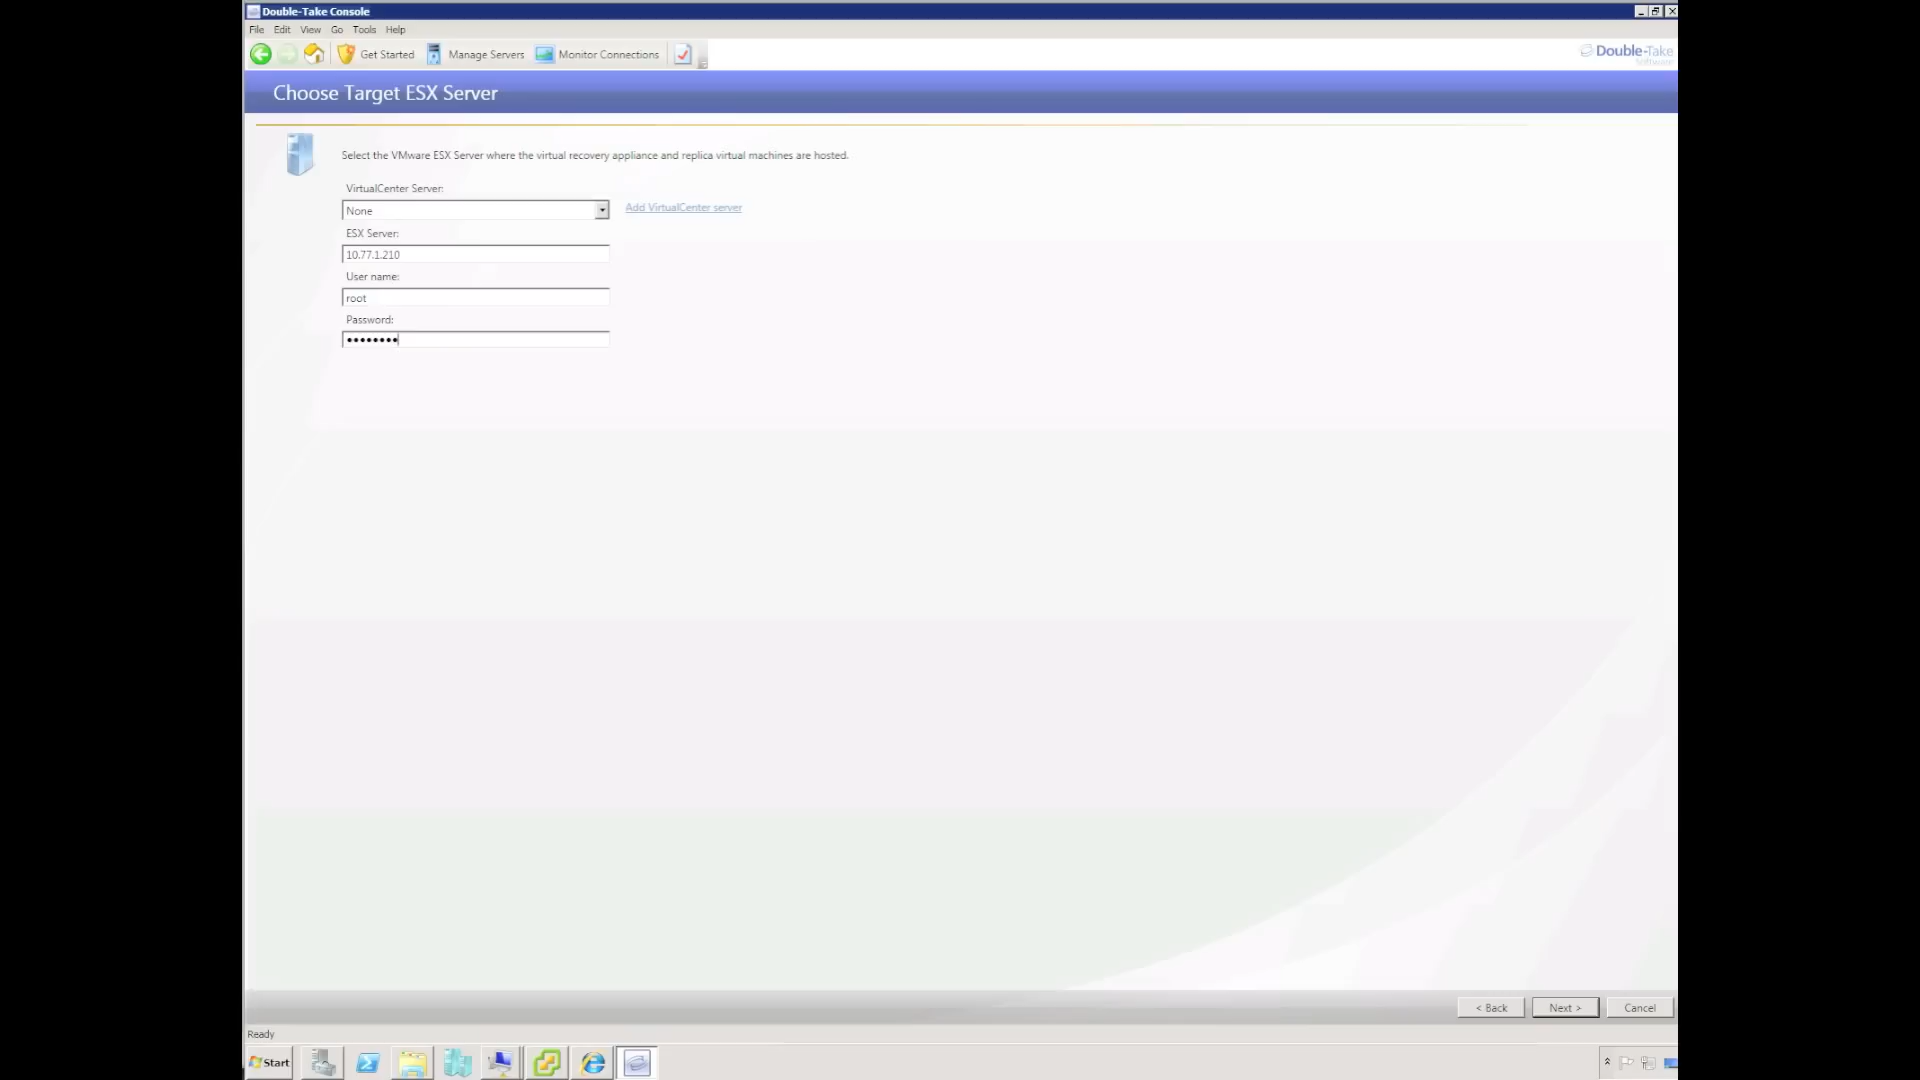 Double-Take Console
File Edit View Go Tools Help
Get Started Manage Servers Monitor Connections
Double-Take
Software
Choose Target ESX Server
Select the VMware ESX Server where the virtual recovery appliance and replica virtual machines are hosted.
VirtualCenter Server:
None Add VirtualCenter server
ESX Server:
10.77.1.210
User name:
root
Password:
••••••••
< Back Next > Cancel
Ready
Start